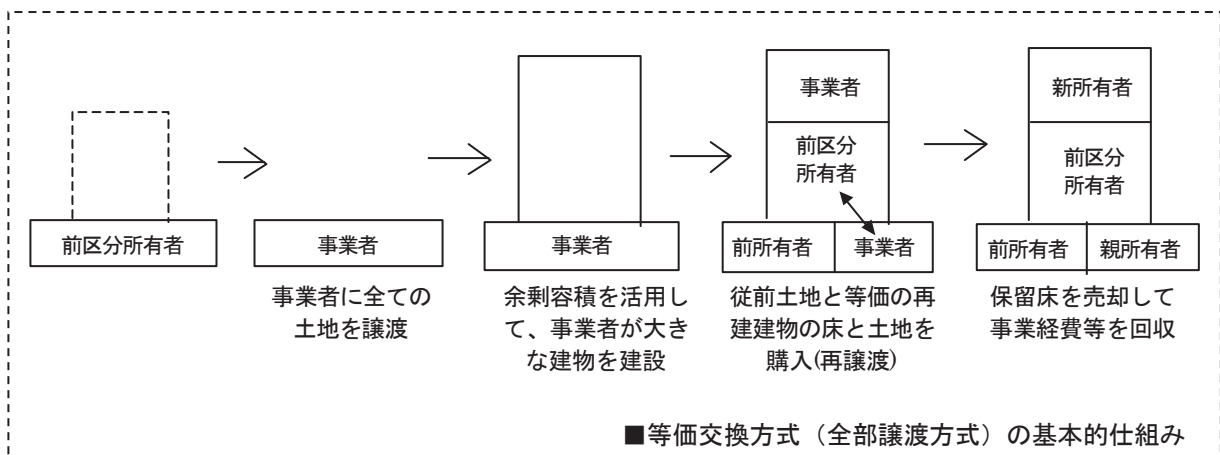 前区分所有者
事業者
事業者に全ての
土地を譲渡
事業者
余剰容積を活用し
て、事業者が大き
な建物を建設
事業者
前区分
所有者
前所有者
事業者
従前土地と等価の再
建建物の床と土地を
購入(再譲渡)
新所有者
前区分
所有者
前所有者
親所有者
保留床を売却して
事業経費等を回収
■等価交換方式（全部譲渡方式）の基本的仕組み